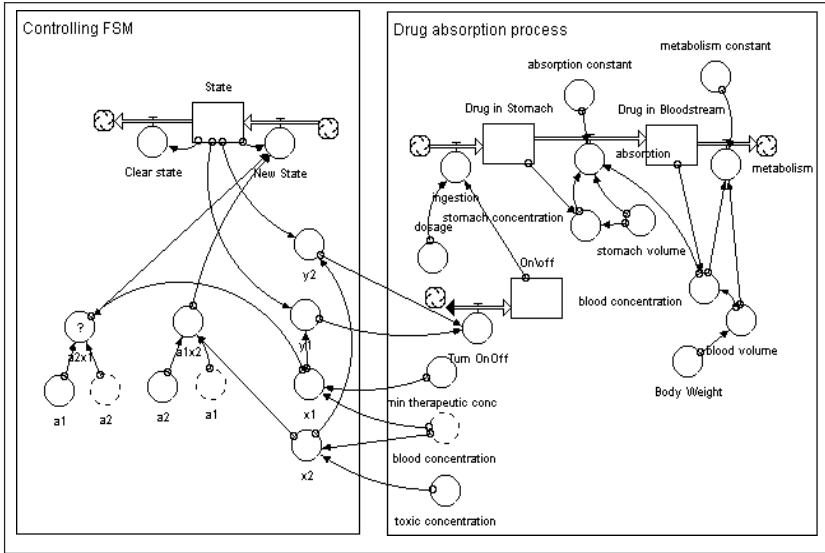 Controlling FSM
State
Clear state
New State
y2
y1
?
a2x1
a1x2
a1
a2
a2
a1
x1
x2
Drug absorption process
metabolism constant
absorption constant
Drug in Stomach
Drug in Bloodstream
absorption
metabolism
ingestion
stomach concentration
dosage
stomach volume
On\off
blood concentration
Turn OnOff
blood volume
Body Weight
min therapeutic conc
blood concentration
toxic concentration